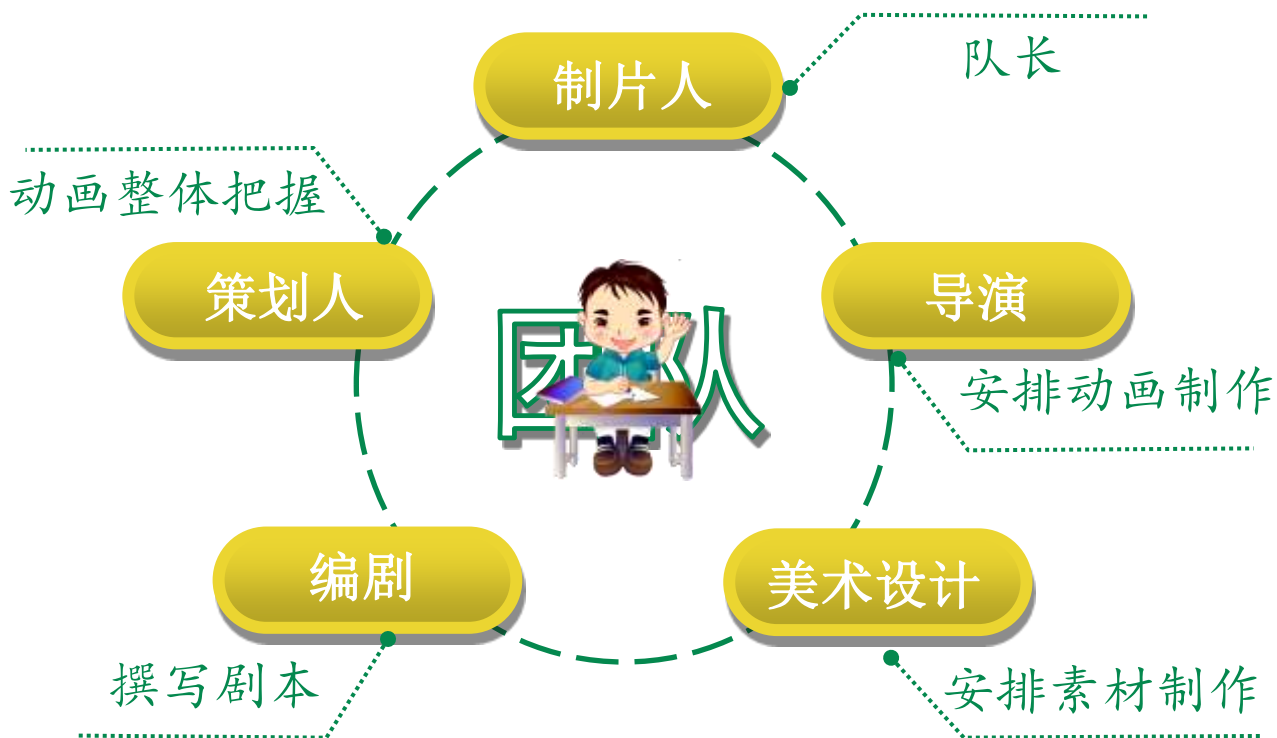 制片人
队长
动画整体把握
策划人
导演
团队
安排动画制作
编剧
美术设计
撰写剧本
安排素材制作